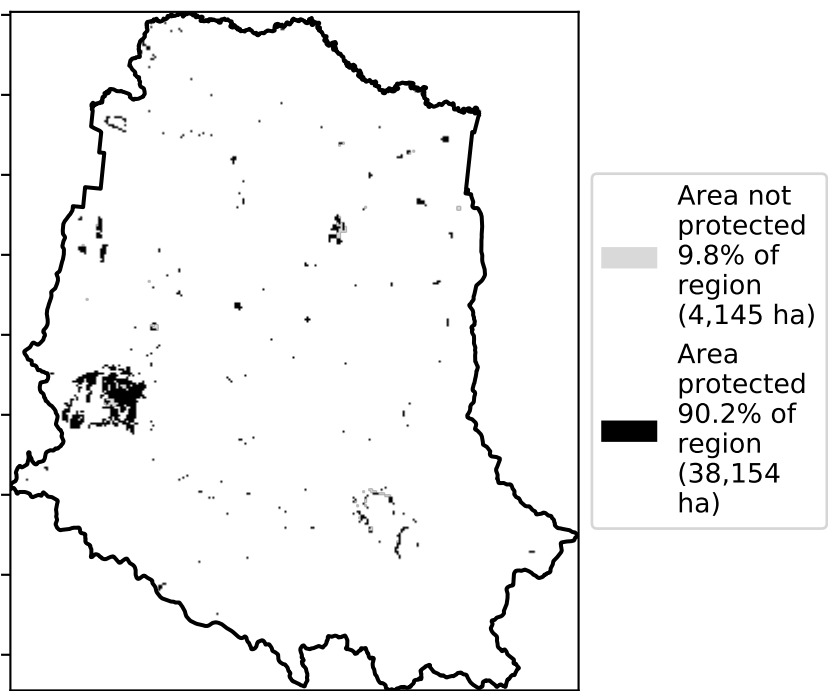 Area not
protected
9.8% of
region
(4,145 ha)
Area
protected
90.2% of
region
(38,154
ha)